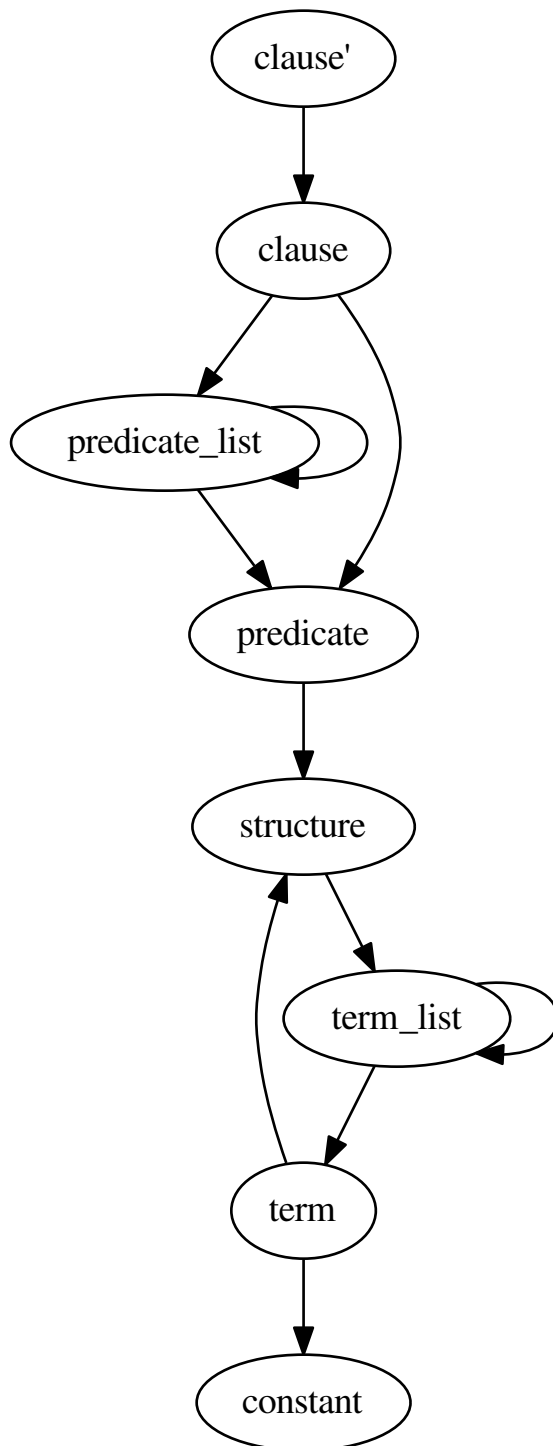 clause'
clause
predicate_list
predicate
structure
term_list
term
constant